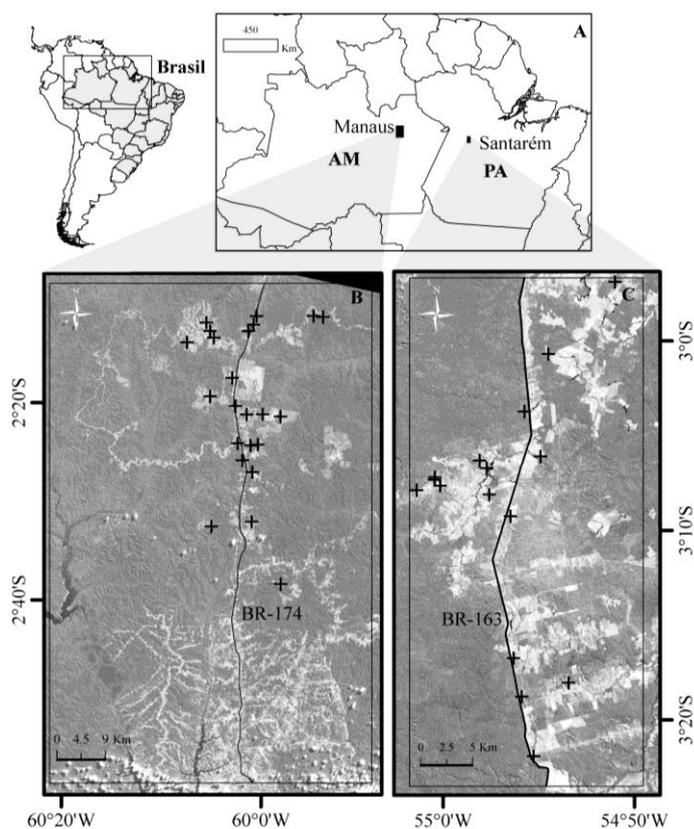 450
Km
A
Brasil
Manaus
Santarém
AM
PA
N
B
N
C
2°20'S
2°40'S
3°0'S
3°10'S
3°20'S
BR-174
BR-163
0 4.5 9 Km
0 2.5 5 Km
60°20'W
60°0'W
55°0'W
54°50'W